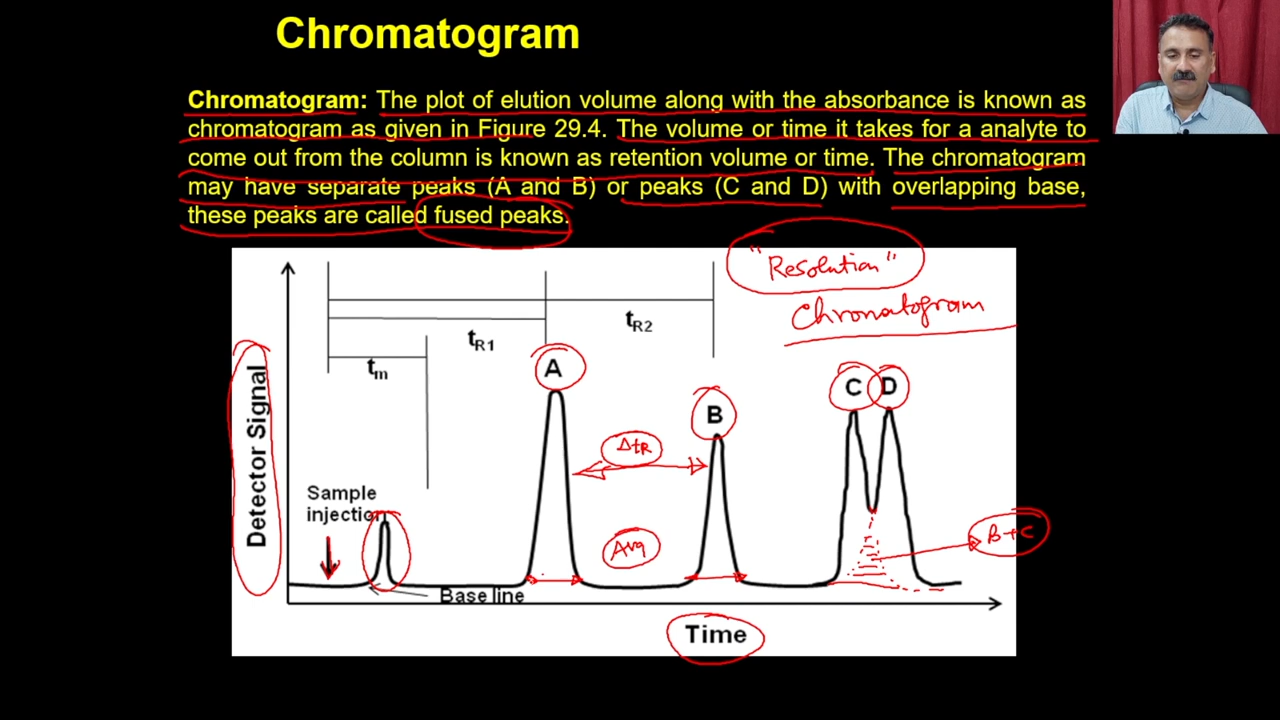 Chromatogram
Chromatogram: The plot of elution volume along with the absorbance is known as
chromatogram as given in Figure 29.4. The volume or time it takes for a analyte to
come out from the column is known as retention volume or time. The chromatogram
may have separate peaks (A and B) or peaks (C and D) with overlapping base,
these peaks are called fused peaks.
"Resolution"
Chromatogram
tR2
tR1
tm
A
B
C
D
ΔtR
Detector Signal
Sample
injection
Avg
B+C
Base line
Time